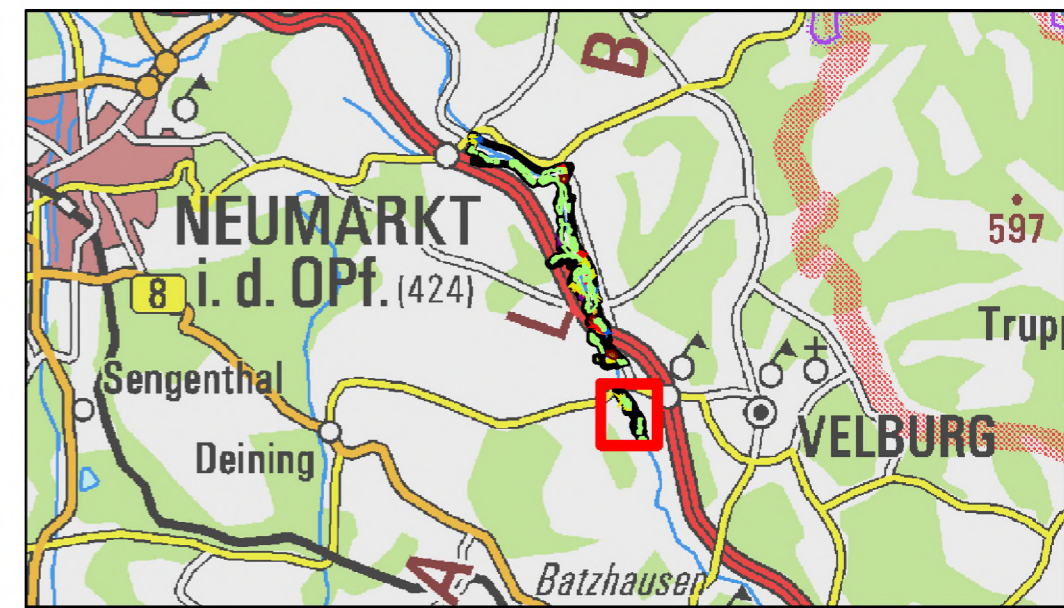 B
NEUMARKT
i. d. OPf. (424)
8
597
L
Trupp
Sengenthal
Deining
VELBURG
A
Batzhausen